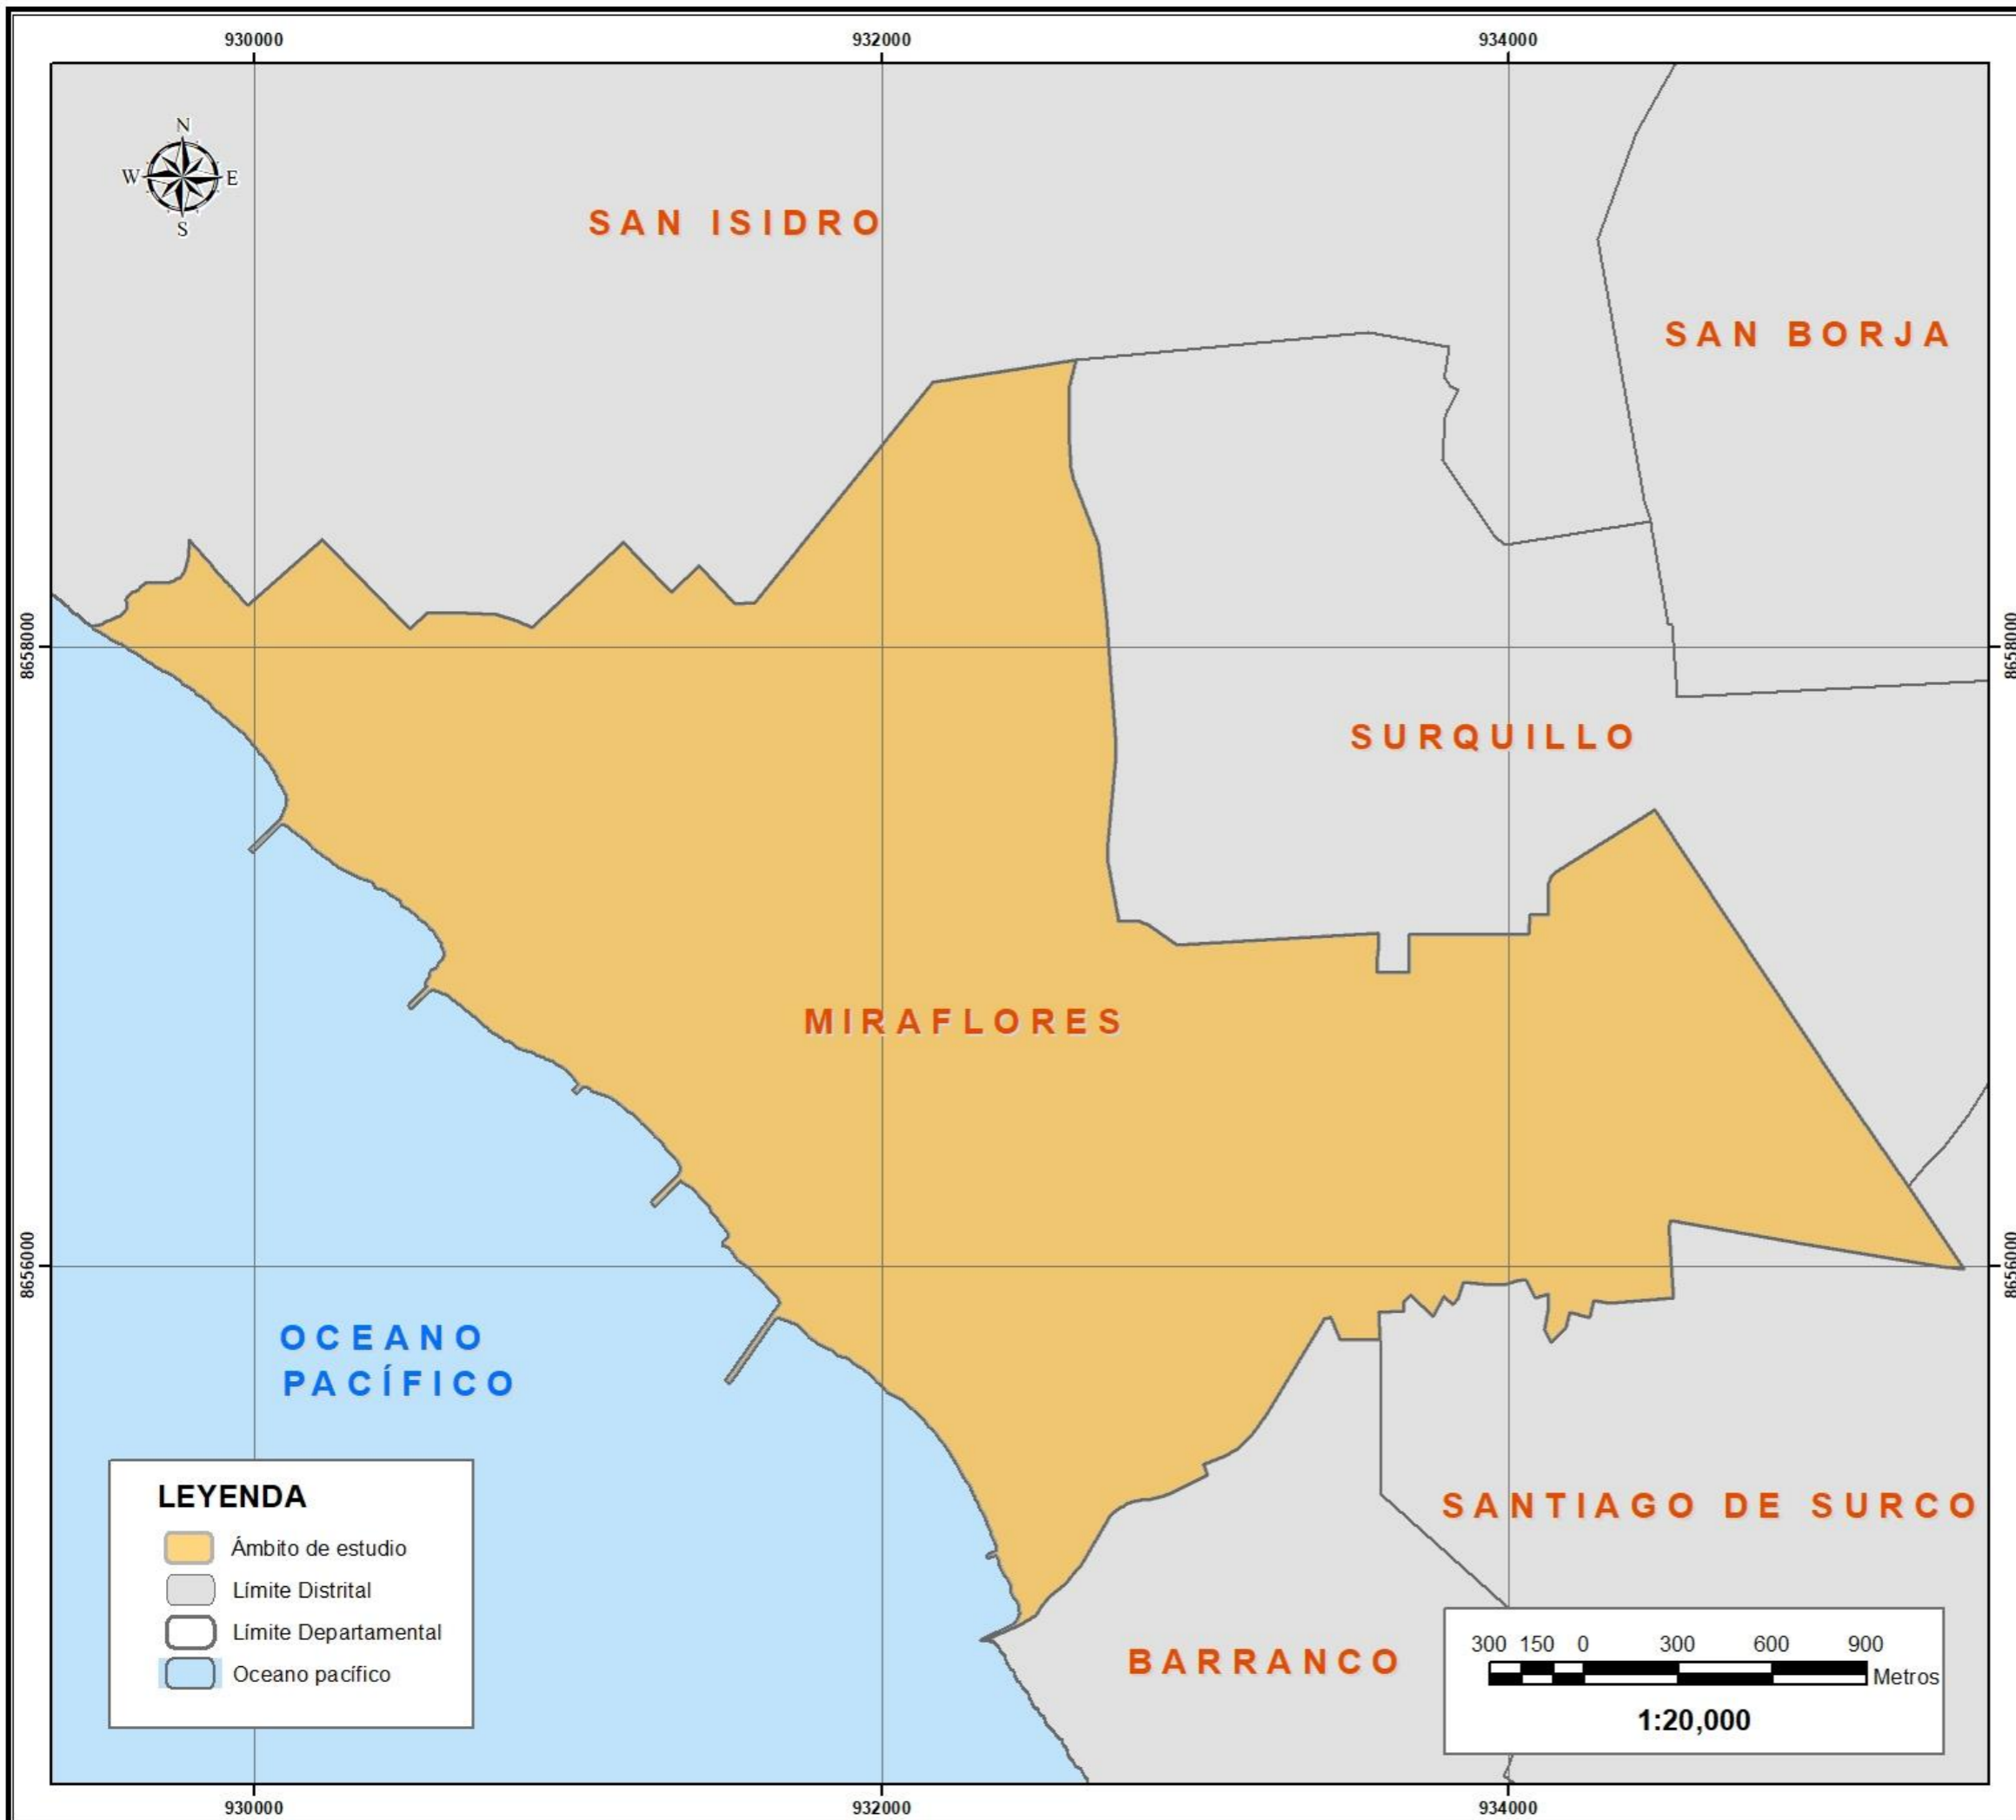 930000 932000 934000
N
W E
S
SAN ISIDRO
SAN BORJA
8658000 8658000
SURQUILLO
MIRAFLORES
8656000 8656000
OCEANO
PACÍFICO
LEYENDA
Ámbito de estudio
Límite Distrital
Límite Departamental
Oceano pacífico
SANTIAGO DE SURCO
BARRANCO
300 150 0 300 600 900
Metros
1:20,000
930000 932000 934000